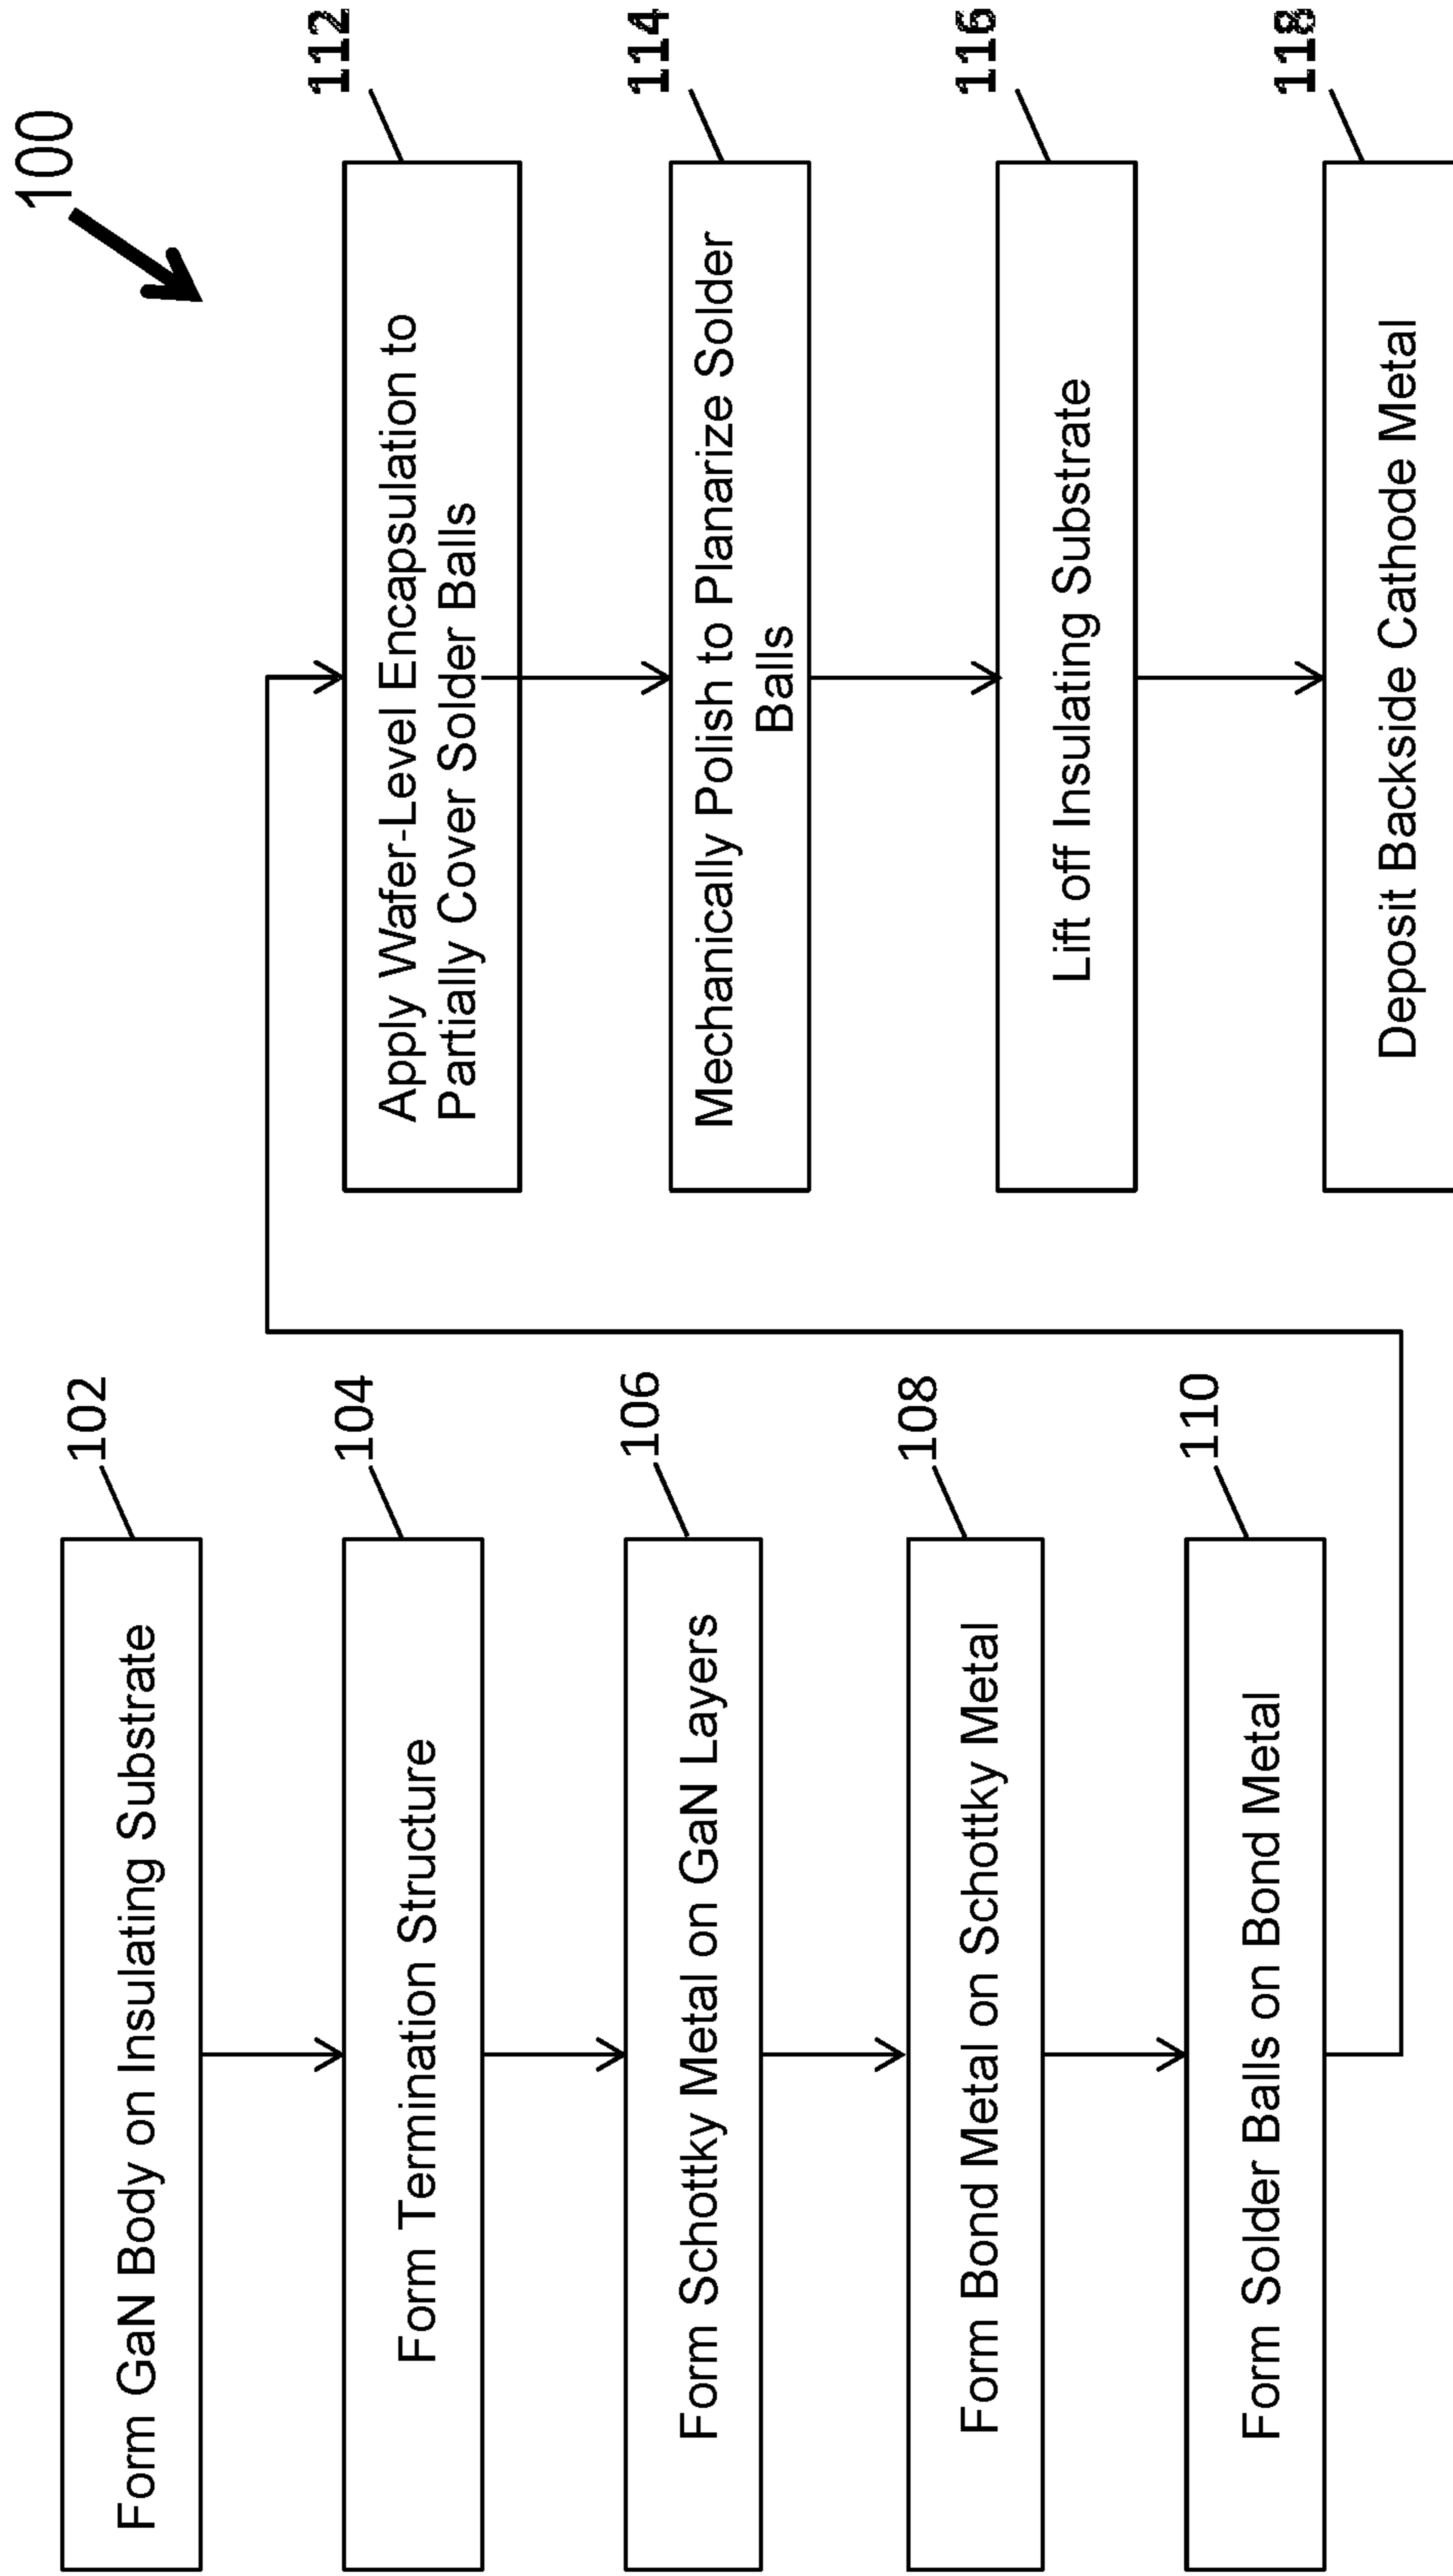 100
Form GaN Body on Insulating Substrate
102
Form Termination Structure
104
Form Schottky Metal on GaN Layers
106
Form Bond Metal on Schottky Metal
108
Form Solder Balls on Bond Metal
110
Apply Wafer-Level Encapsulation to
Partially Cover Solder Balls
112
Mechanically Polish to Planarize Solder
Balls
114
Lift off Insulating Substrate
116
Deposit Backside Cathode Metal
118